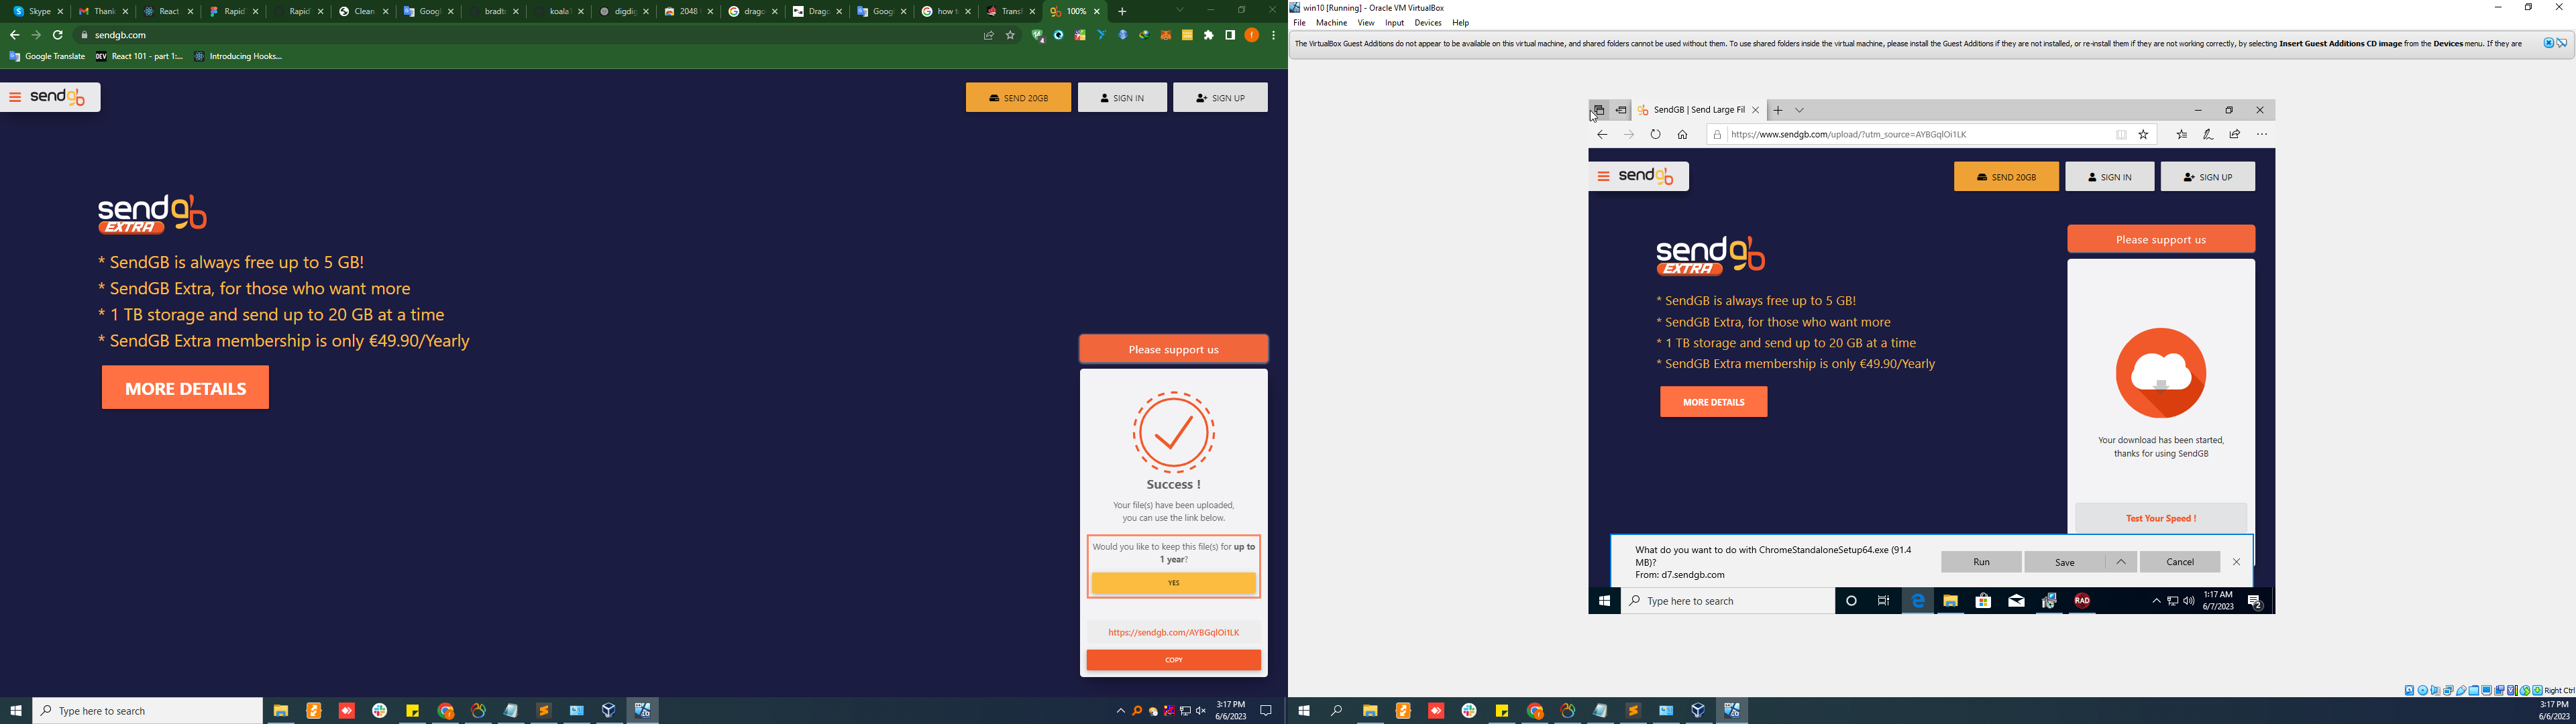 Skype
Thank
React
Rapid
Rapid
Clean
Googl
bradtr
koala
digdig
2048
drago
Drago
Googl
how t
Transf
100%
sendgb.com
Google Translate
DEV React 101 - part 1:...
Introducing Hooks...
sendgb
SEND 20GB
SIGN IN
SIGN UP
sendgb
EXTRA
* SendGB is always free up to 5 GB!
* SendGB Extra, for those who want more
* 1 TB storage and send up to 20 GB at a time
* SendGB Extra membership is only €49.90/Yearly
MORE DETAILS
Please support us
Success !
Your file(s) have been uploaded,
you can use the link below.
Would you like to keep this file(s) for up to
1 year?
YES
https://sendgb.com/AYBGqlOi1LK
COPY
Type here to search
3:17 PM
6/6/2023
win10 [Running] - Oracle VM VirtualBox
File Machine View Input Devices Help
The VirtualBox Guest Additions do not appear to be available on this virtual machine, and shared folders cannot be used without them. To use shared folders inside the virtual machine, please install the Guest Additions if they are not installed, or re-install them if they are not working correctly, by selecting Insert Guest Additions CD image from the Devices menu. If they are
SendGB | Send Large Fil
https://www.sendgb.com/upload/?utm_source=AYBGqlOi1LK
sendgb
SEND 20GB
SIGN IN
SIGN UP
Please support us
sendgb
EXTRA
* SendGB is always free up to 5 GB!
* SendGB Extra, for those who want more
* 1 TB storage and send up to 20 GB at a time
* SendGB Extra membership is only €49.90/Yearly
MORE DETAILS
Your download has been started,
thanks for using SendGB
Test Your Speed !
What do you want to do with ChromeStandaloneSetup64.exe (91.4
MB)?
From: d7.sendgb.com
Run
Save
Cancel
Type here to search
RAD
1:17 AM
6/7/2023
2
Right Ctrl
3:17 PM
6/6/2023